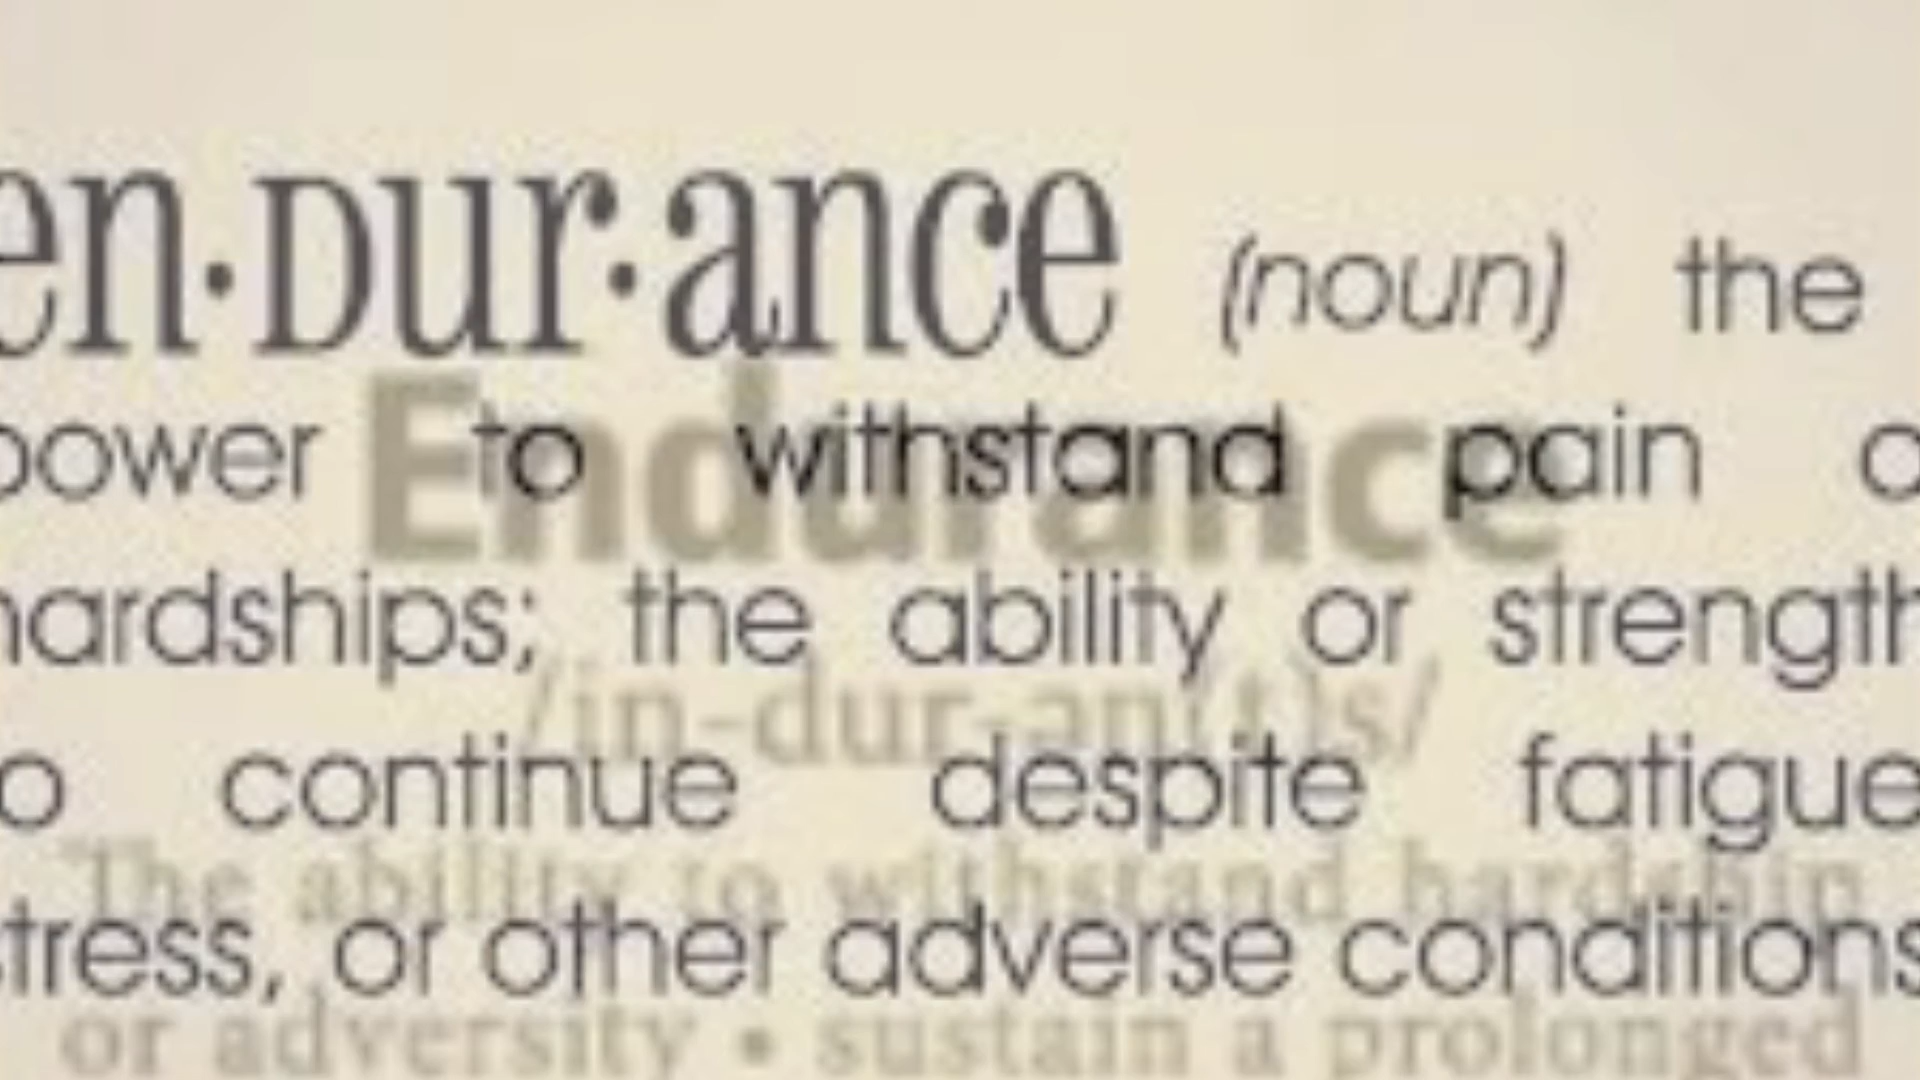 en·Dur·ance (noun) the
power to withstand pain o
hardships; the ability or strength
o continue despite fatigue
stress, or other adverse conditions
Endurance
/in-dur-an(t)s/
The ability to withstand hardship
or adversity • sustain a prolonged